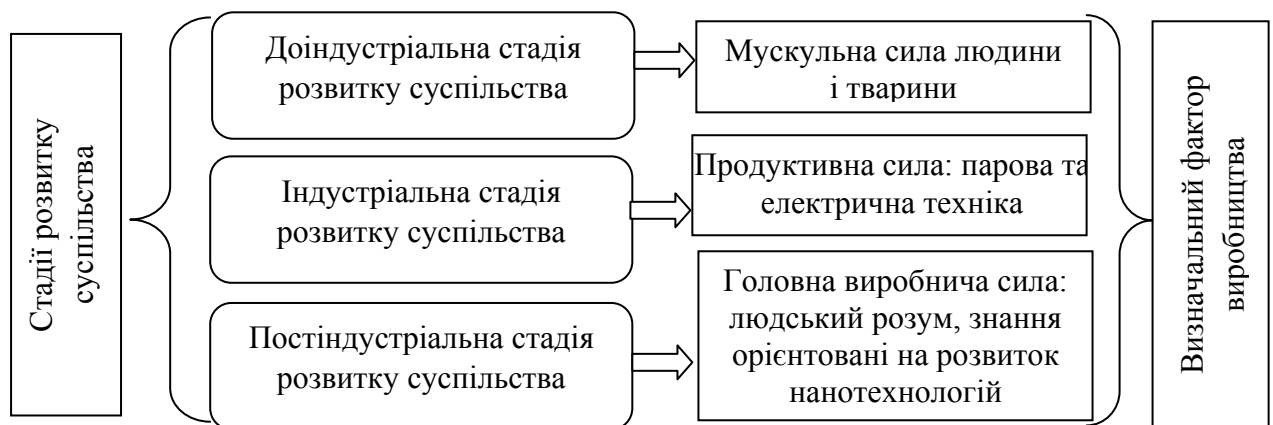 Стадії розвитку
суспільства
Доіндустріальна стадія
розвитку суспільства
Мускульна сила людини
і тварини
Індустріальна стадія
розвитку суспільства
Продуктивна сила: парова та
електрична техніка
Постіндустріальна стадія
розвитку суспільства
Головна виробнича сила:
людський розум, знання
орієнтовані на розвиток
нанотехнологій
Визначальний фактор
виробництва